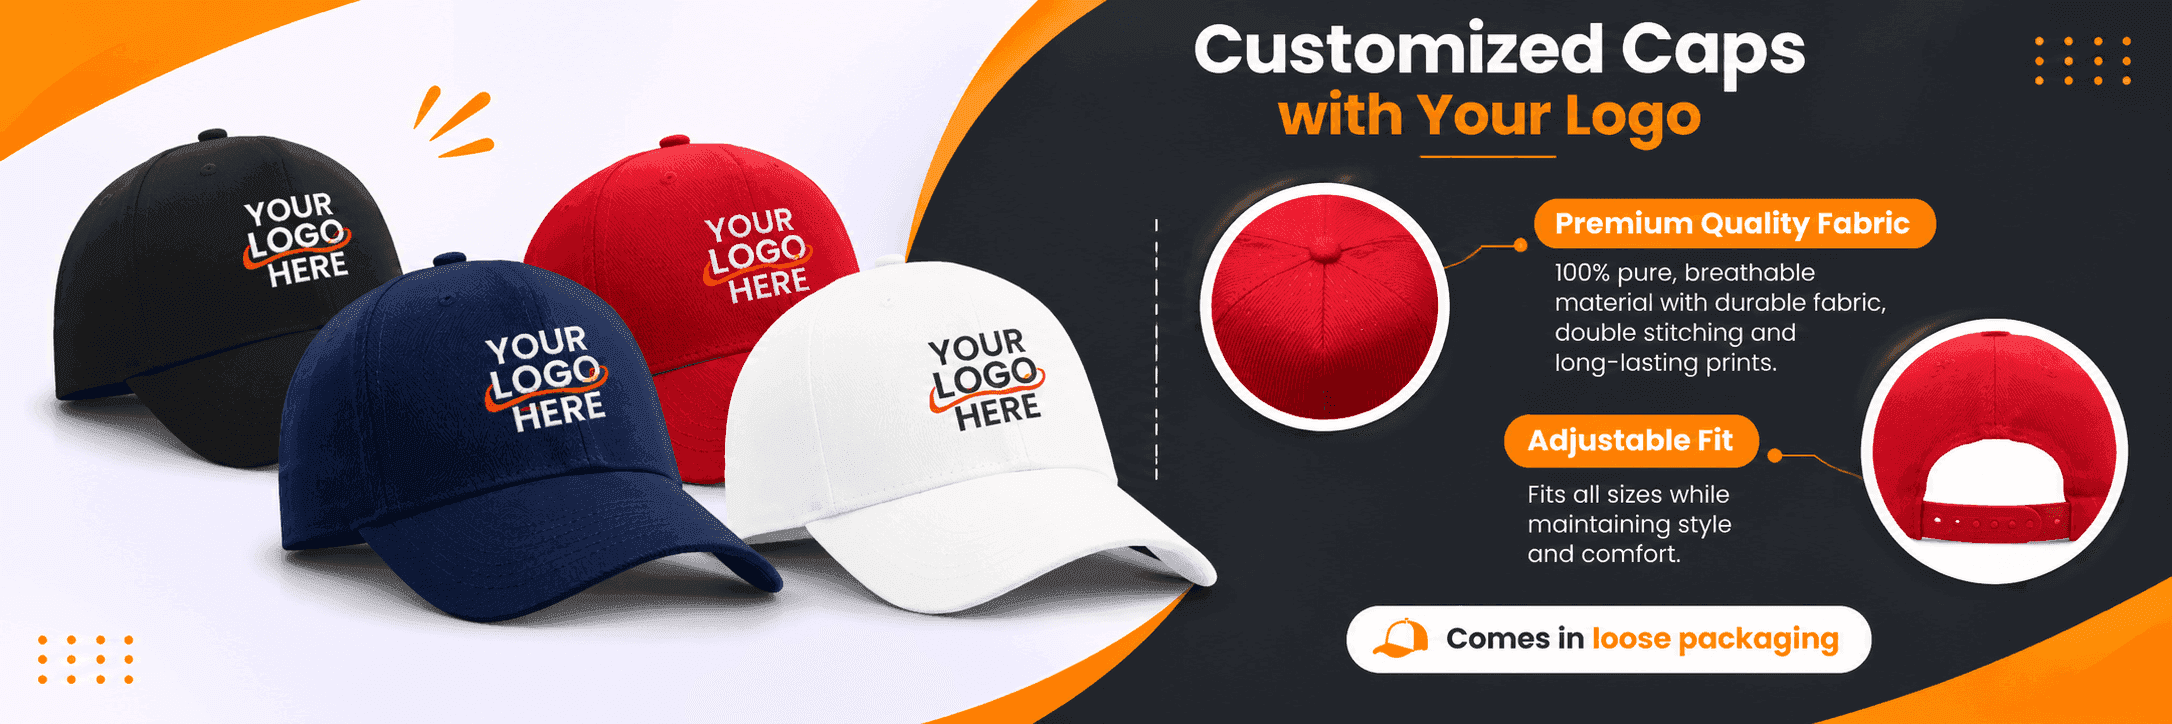 YOUR
LOGO
HERE
YOUR
LOGO
HERE
YOUR
LOGO
HERE
YOUR
LOGO
HERE
Customized Caps
with Your Logo
Premium Quality Fabric
100% pure, breathable
material with durable fabric,
double stitching and
long-lasting prints.
Adjustable Fit
Fits all sizes while
maintaining style
and comfort.
Comes in loose packaging